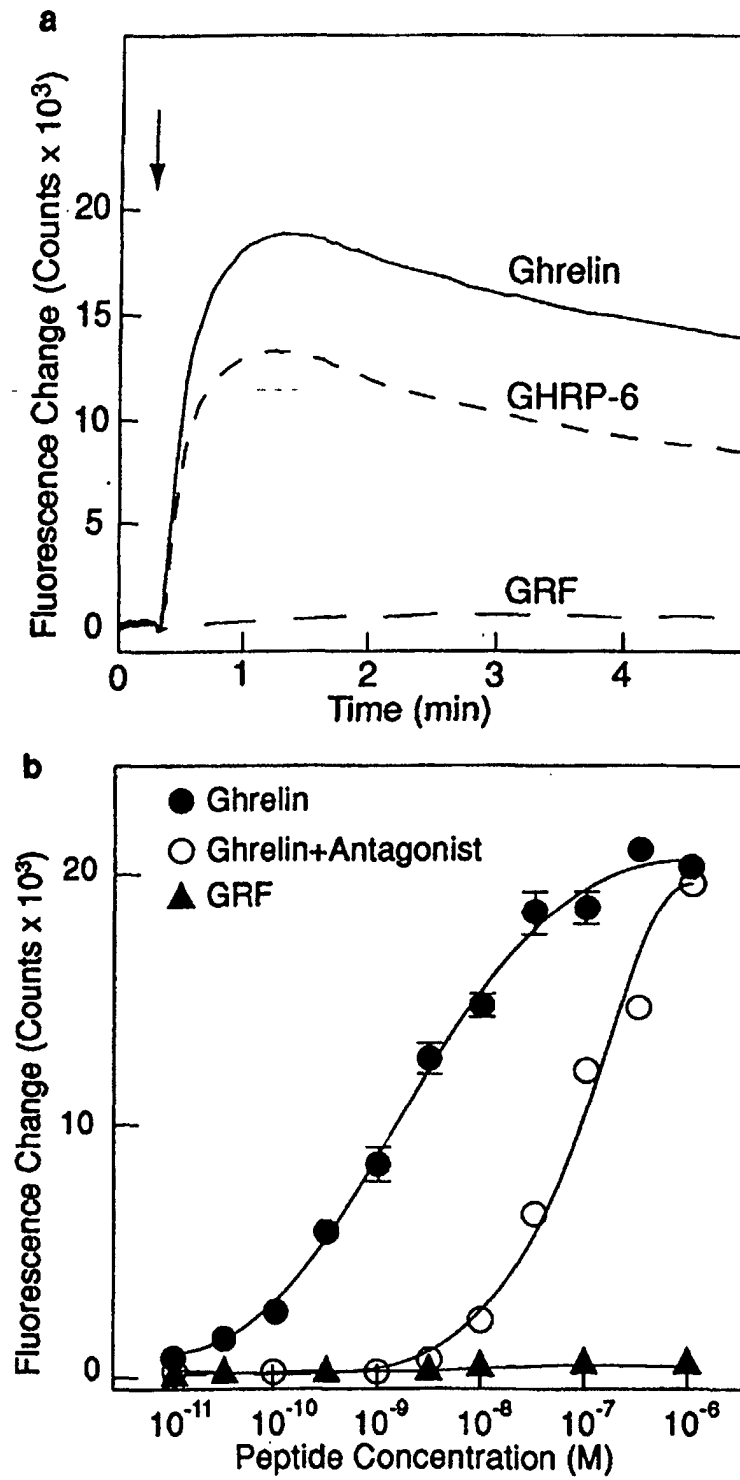 a
Fluorescence Change (Counts x 10³)
20
15
10
5
0
Ghrelin
GHRP-6
GRF
0 1 2 3 4
Time (min)
b
Fluorescence Change (Counts x 10³)
Ghrelin
Ghrelin+Antagonist
GRF
20
10
0
10⁻¹¹ 10⁻¹⁰ 10⁻⁹ 10⁻⁸ 10⁻⁷ 10⁻⁶
Peptide Concentration (M)